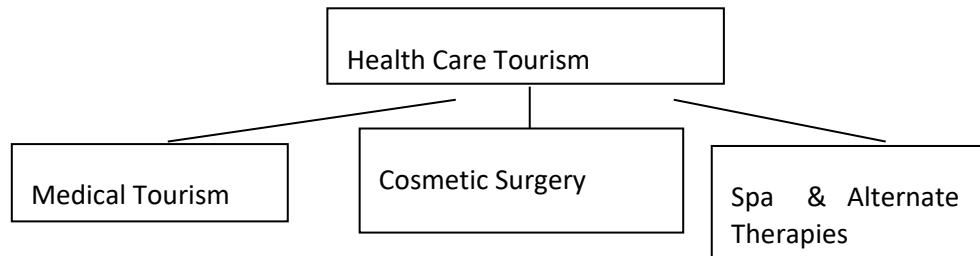 Health Care Tourism
Medical Tourism
Cosmetic Surgery
Spa & Alternate
Therapies